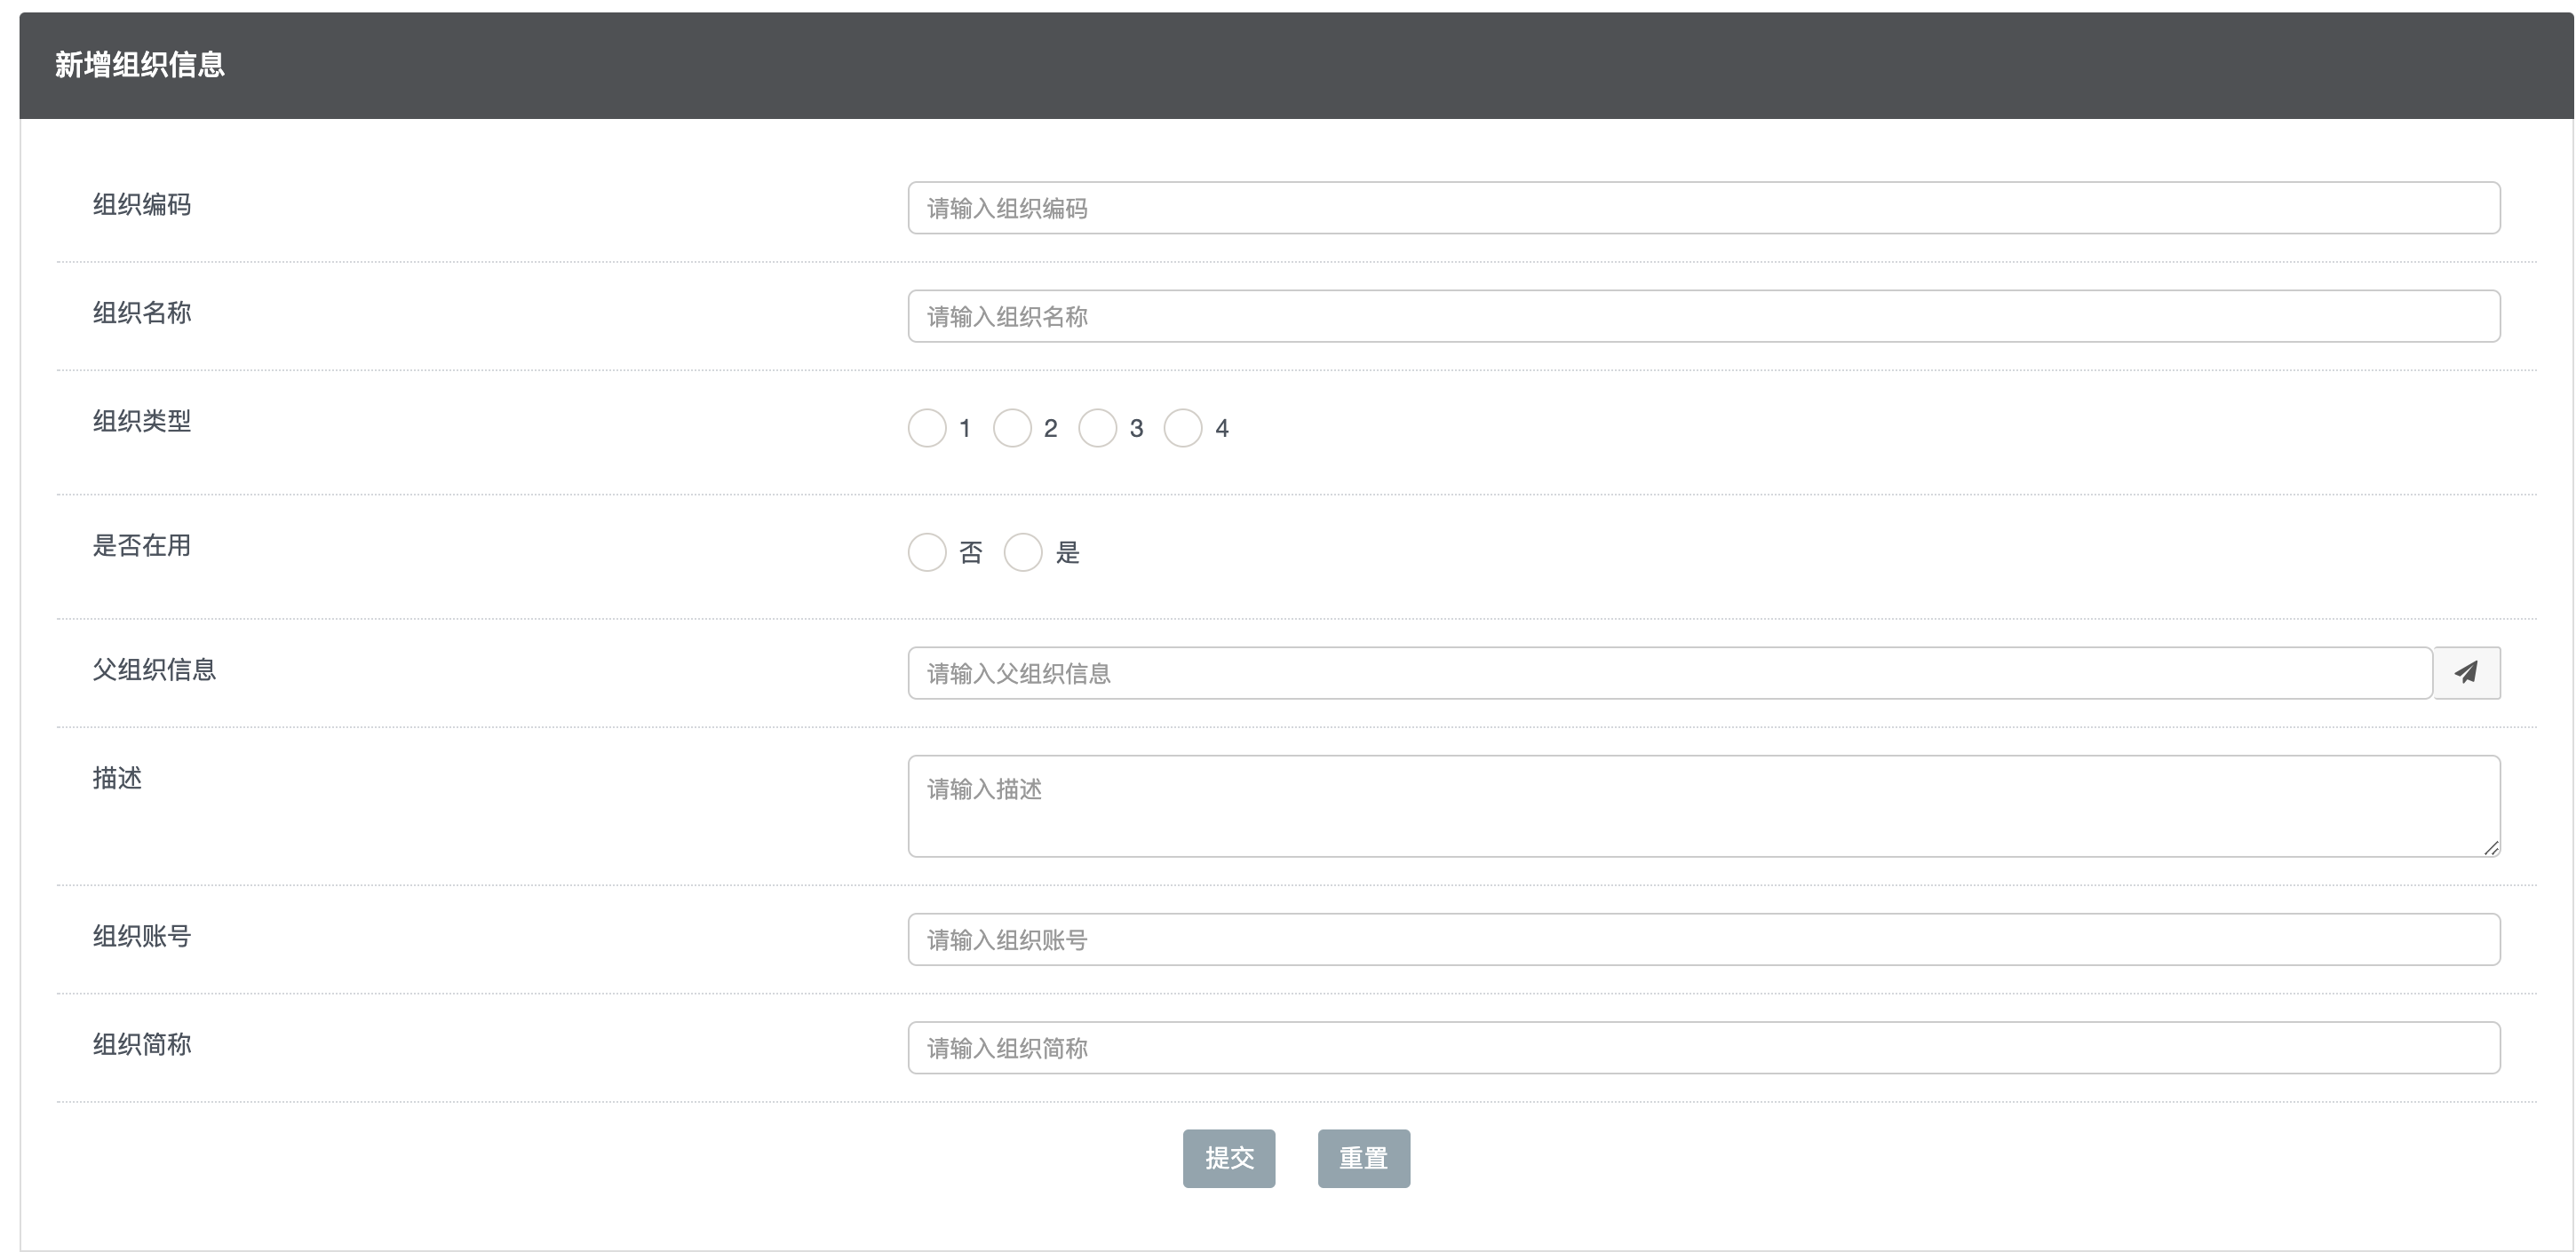 新增组织信息
组织编码
请输入组织编码
组织名称
请输入组织名称
组织类型
1 2 3 4
是否在用
否 是
父组织信息
请输入父组织信息
描述
请输入描述
组织账号
请输入组织账号
组织简称
请输入组织简称
提交 重置